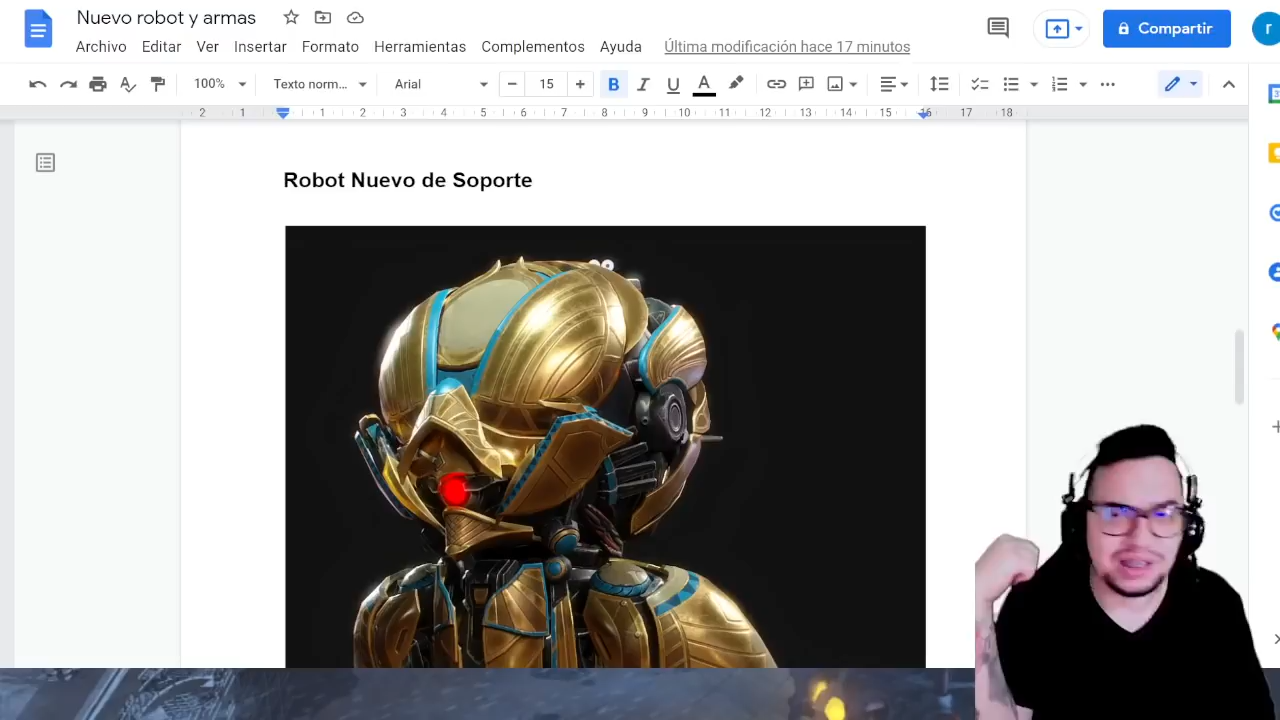 Nuevo robot y armas
Archivo Editar Ver Insertar Formato Herramientas Complementos Ayuda Última modificación hace 17 minutos
Compartir
r
100% Texto norm... Arial 15 B I U A
2 1 1 2 3 4 5 6 7 8 9 10 11 12 13 14 15 16 17 18
Robot Nuevo de Soporte